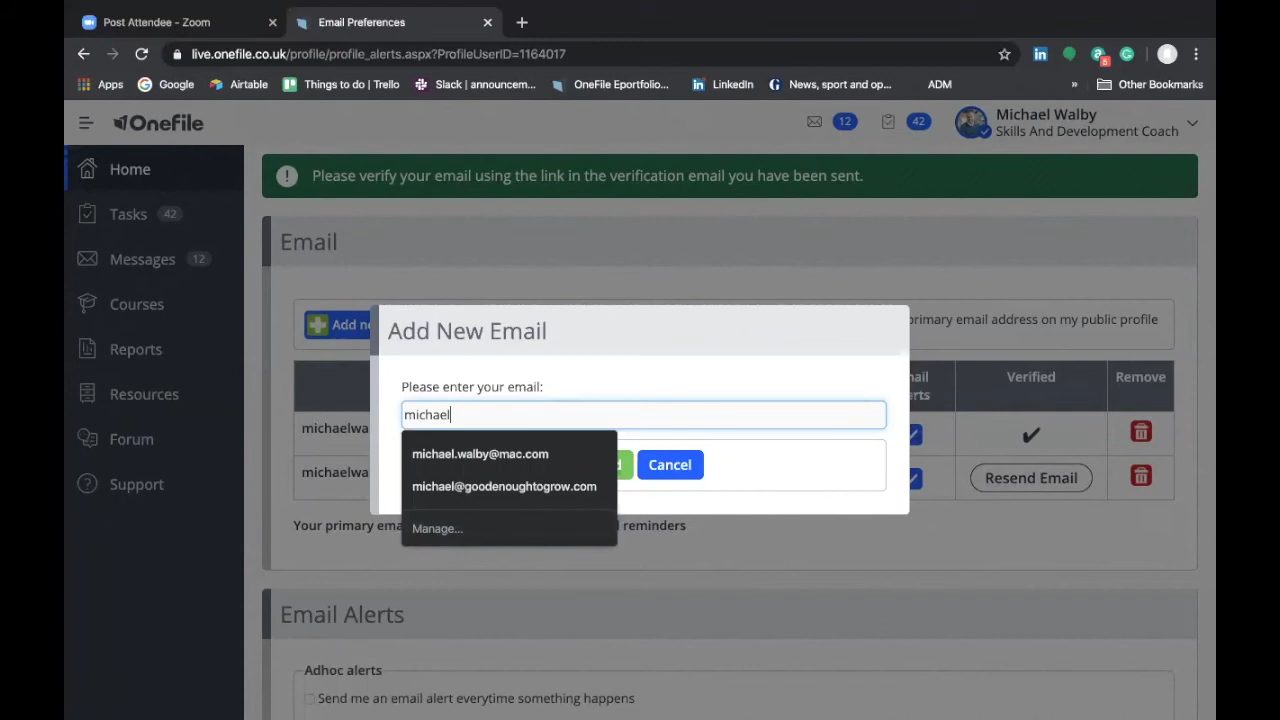 Post Attendee - Zoom
Email Preferences
live.onefile.co.uk/profile/profile_alerts.aspx?ProfileUserID=1164017
Apps
Google
Airtable
Things to do | Trello
Slack | announcem...
OneFile Eportfolio...
LinkedIn
News, sport and op...
ADM
»
Other Bookmarks
OneFile
12
42
Michael Walby
Skills And Development Coach
Home
Tasks 42
Messages 12
Courses
Reports
Resources
Forum
Support
Please verify your email using the link in the verification email you have been sent.
Email
Add ne
primary email address on my public profile
Verified
Remove
michaelwa
michaelwa
Resend Email
Your primary ema
reminders
Add New Email
Please enter your email:
michael
michael.walby@mac.com
michael@goodenoughtogrow.com
Manage...
Cancel
Email Alerts
Adhoc alerts
Send me an email alert everytime something happens